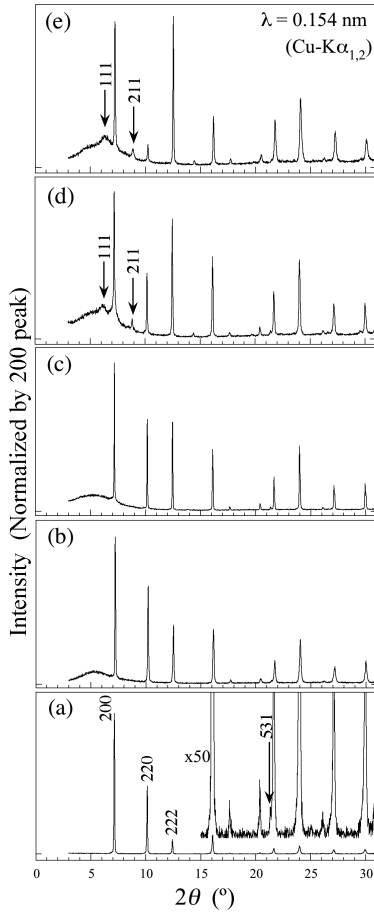 (e)
λ = 0.154 nm
(Cu-Kα1,2)
111
211
(d)
111
211
(c)
(b)
(a)
200
220
222
x50
531
0 5 10 15 20 25 30
2θ (º)
Intensity (Normalized by 200 peak)